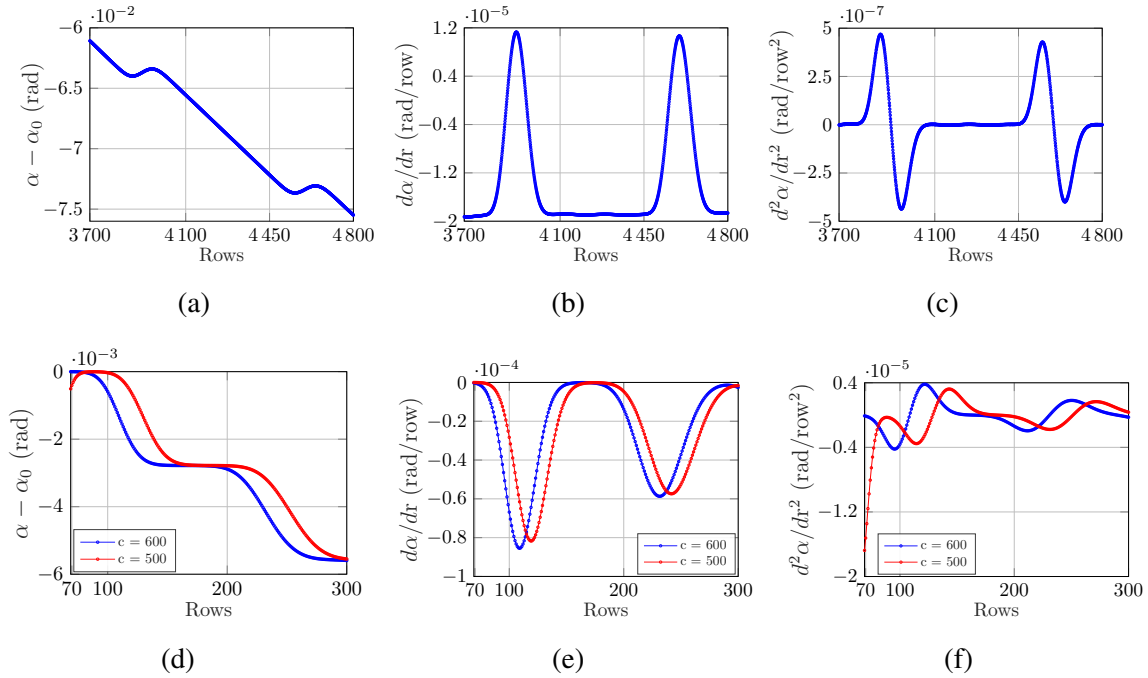 ·10⁻²
−6
−6.5
−7
−7.5
α − α₀ (rad)
3 700 4 100 4 450 4 800
Rows
(a)
·10⁻⁵
1.2
0.4
−0.4
−1.2
−2
dα/dr (rad/row)
3 700 4 100 4 450 4 800
Rows
(b)
·10⁻⁷
5
2.5
0
−2.5
−5
d²α/dr² (rad/row²)
3 700 4 100 4 450 4 800
Rows
(c)
·10⁻³
0
−2
−4
−6
α − α₀ (rad)
c = 600
c = 500
70 100 200 300
Rows
(d)
·10⁻⁴
0
−0.2
−0.4
−0.6
−0.8
−1
dα/dr (rad/row)
c = 600
c = 500
70 100 200 300
Rows
(e)
·10⁻⁵
0.4
−0.4
−1.2
−2
d²α/dr² (rad/row²)
c = 600
c = 500
70 100 200 300
Rows
(f)